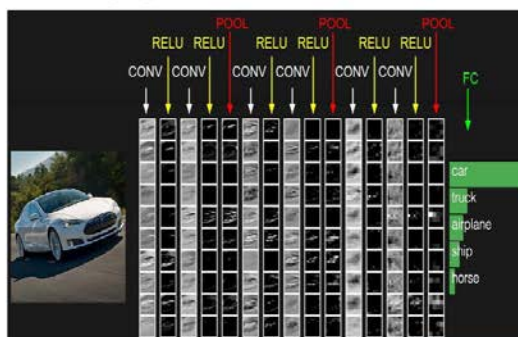 POOL POOL POOL
RELU RELU RELU RELU RELU RELU
CONV CONV CONV CONV CONV CONV FC
car
truck
airplane
ship
horse